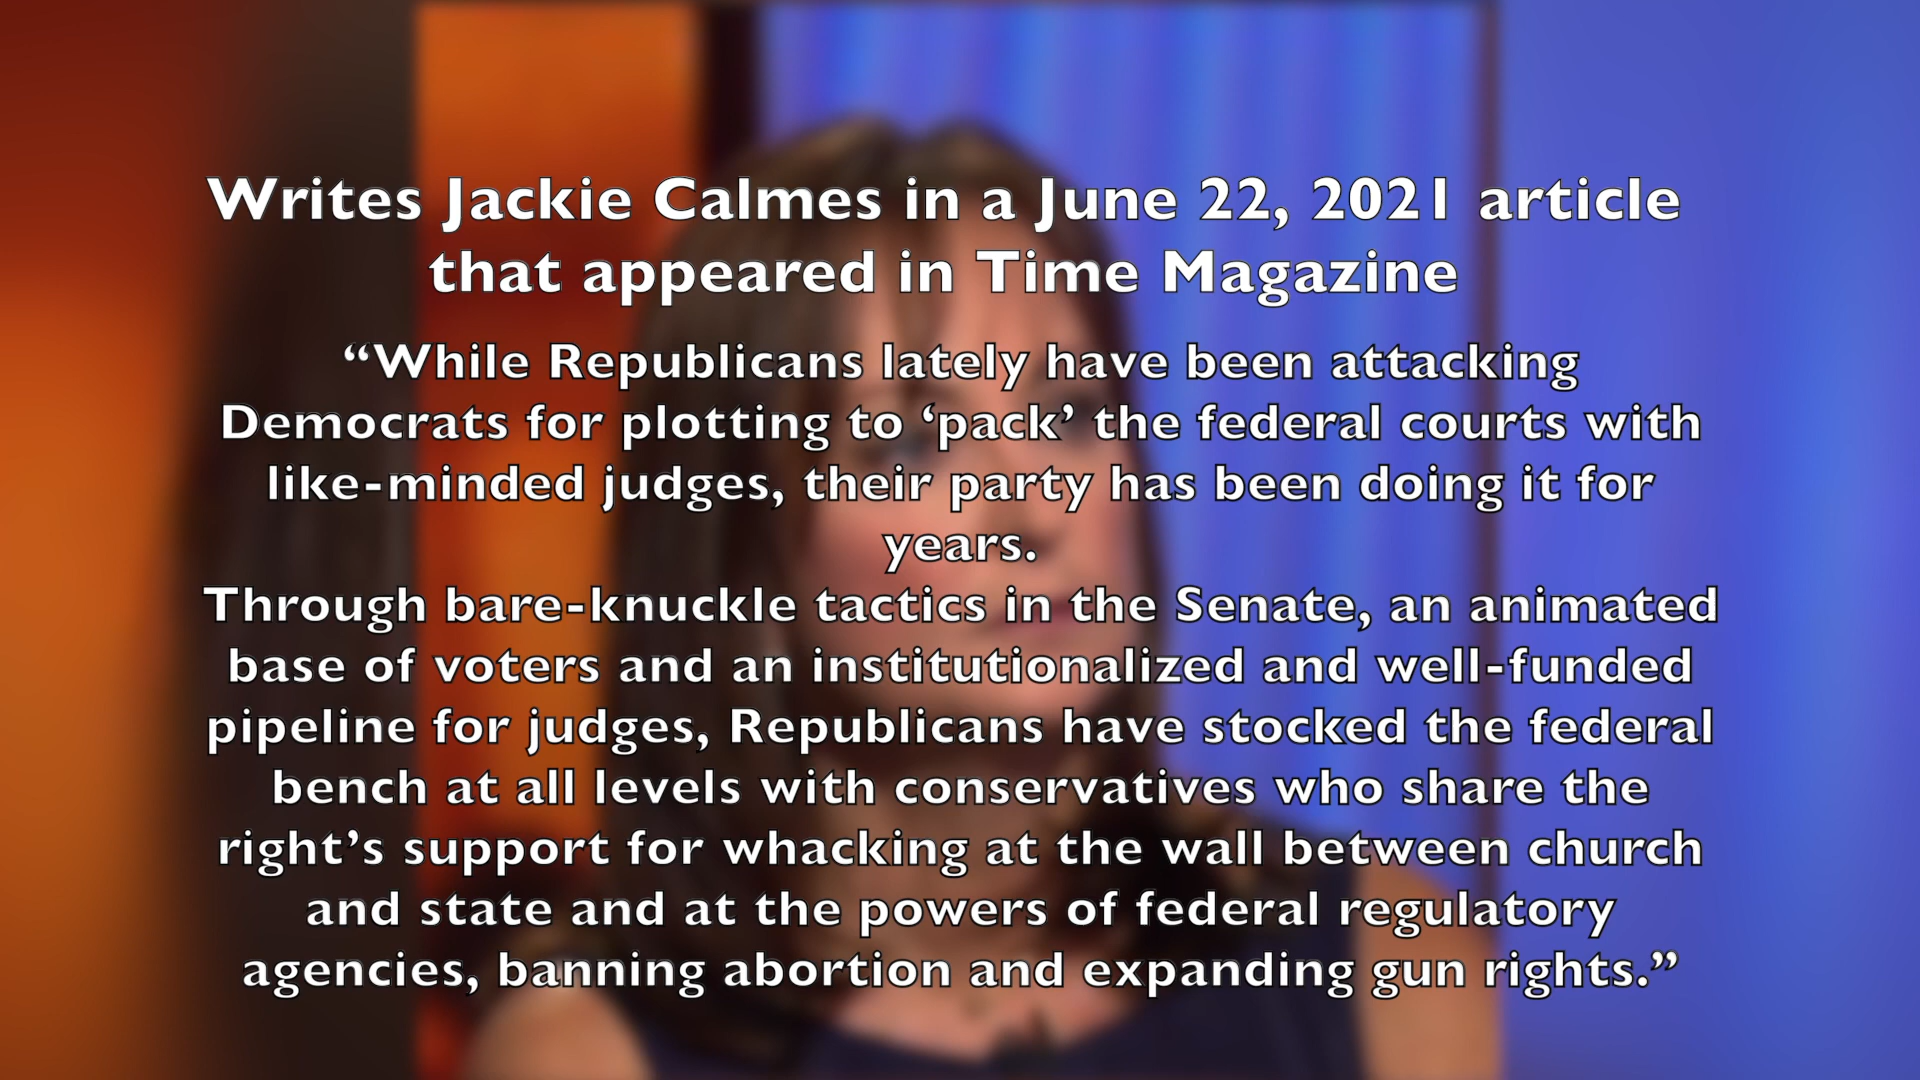 Writes Jackie Calmes in a June 22, 2021 article
that appeared in Time Magazine
“While Republicans lately have been attacking
Democrats for plotting to ‘pack’ the federal courts with
like-minded judges, their party has been doing it for
years.
Through bare-knuckle tactics in the Senate, an animated
base of voters and an institutionalized and well-funded
pipeline for judges, Republicans have stocked the federal
bench at all levels with conservatives who share the
right’s support for whacking at the wall between church
and state and at the powers of federal regulatory
agencies, banning abortion and expanding gun rights.”